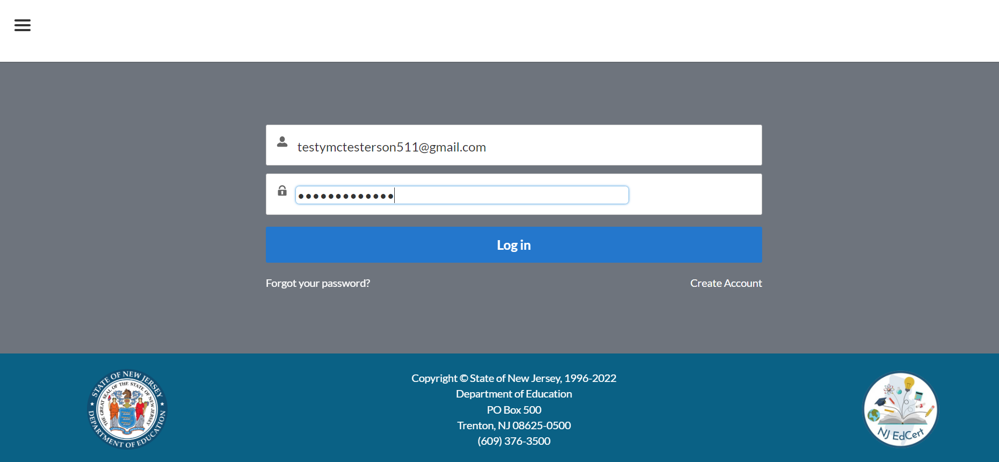 testymctesterson511@gmail.com
Log in
Forgot your password?
Create Account
STATE OF NEW JERSEY
THE GREAT SEAL OF THE STATE OF NEW JERSEY
DEPARTMENT OF EDUCATION
Copyright © State of New Jersey, 1996-2022
Department of Education
PO Box 500
Trenton, NJ 08625-0500
(609) 376-3500
NJ EdCert